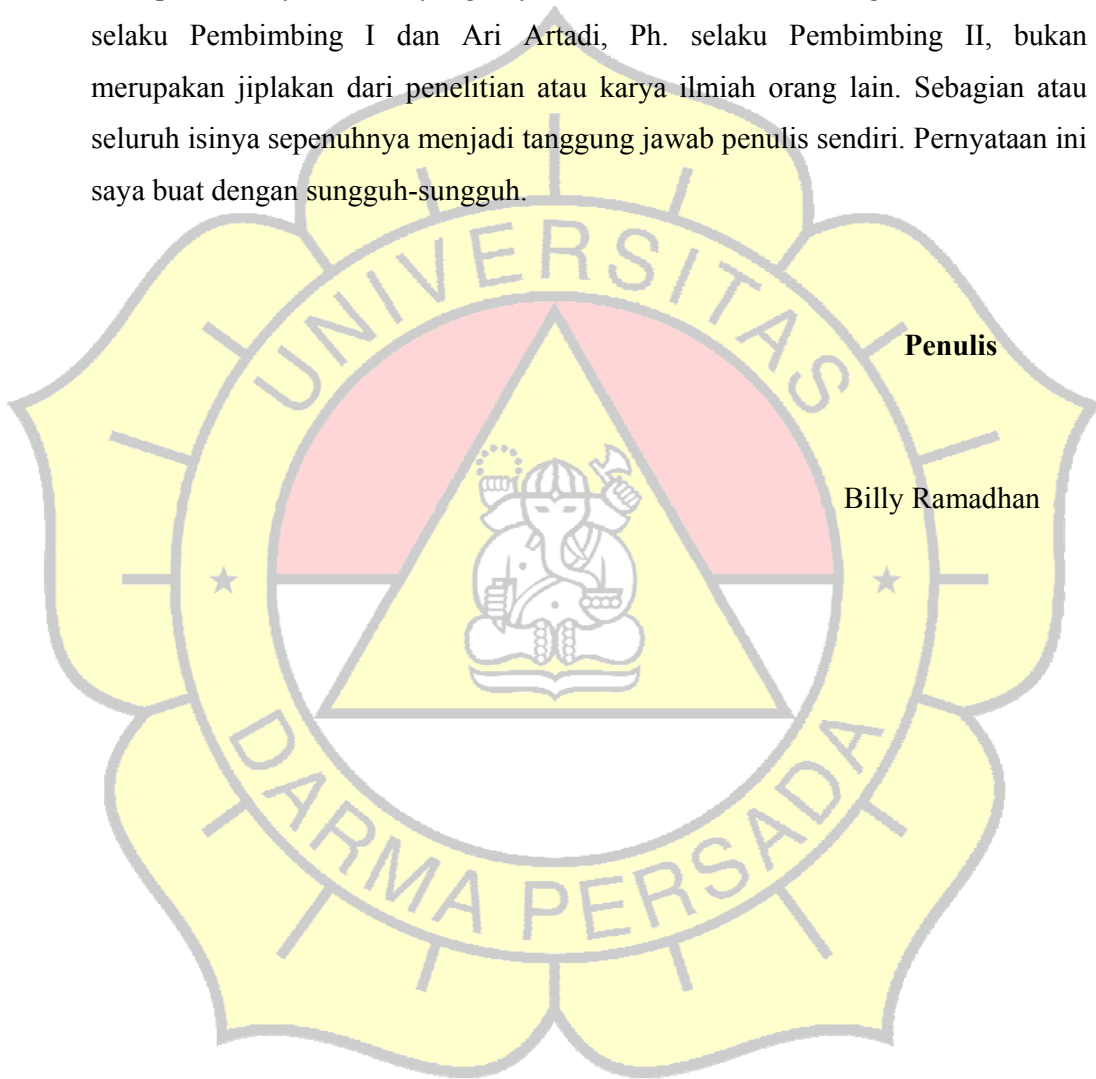 selaku Pembimbing I dan Ari Artadi, Ph. selaku Pembimbing II, bukan
merupakan jiplakan dari penelitian atau karya ilmiah orang lain. Sebagian atau
seluruh isinya sepenuhnya menjadi tanggung jawab penulis sendiri. Pernyataan ini
saya buat dengan sungguh-sungguh.
UNIVERSITAS
Penulis
Billy Ramadhan
DARMA PERSADA